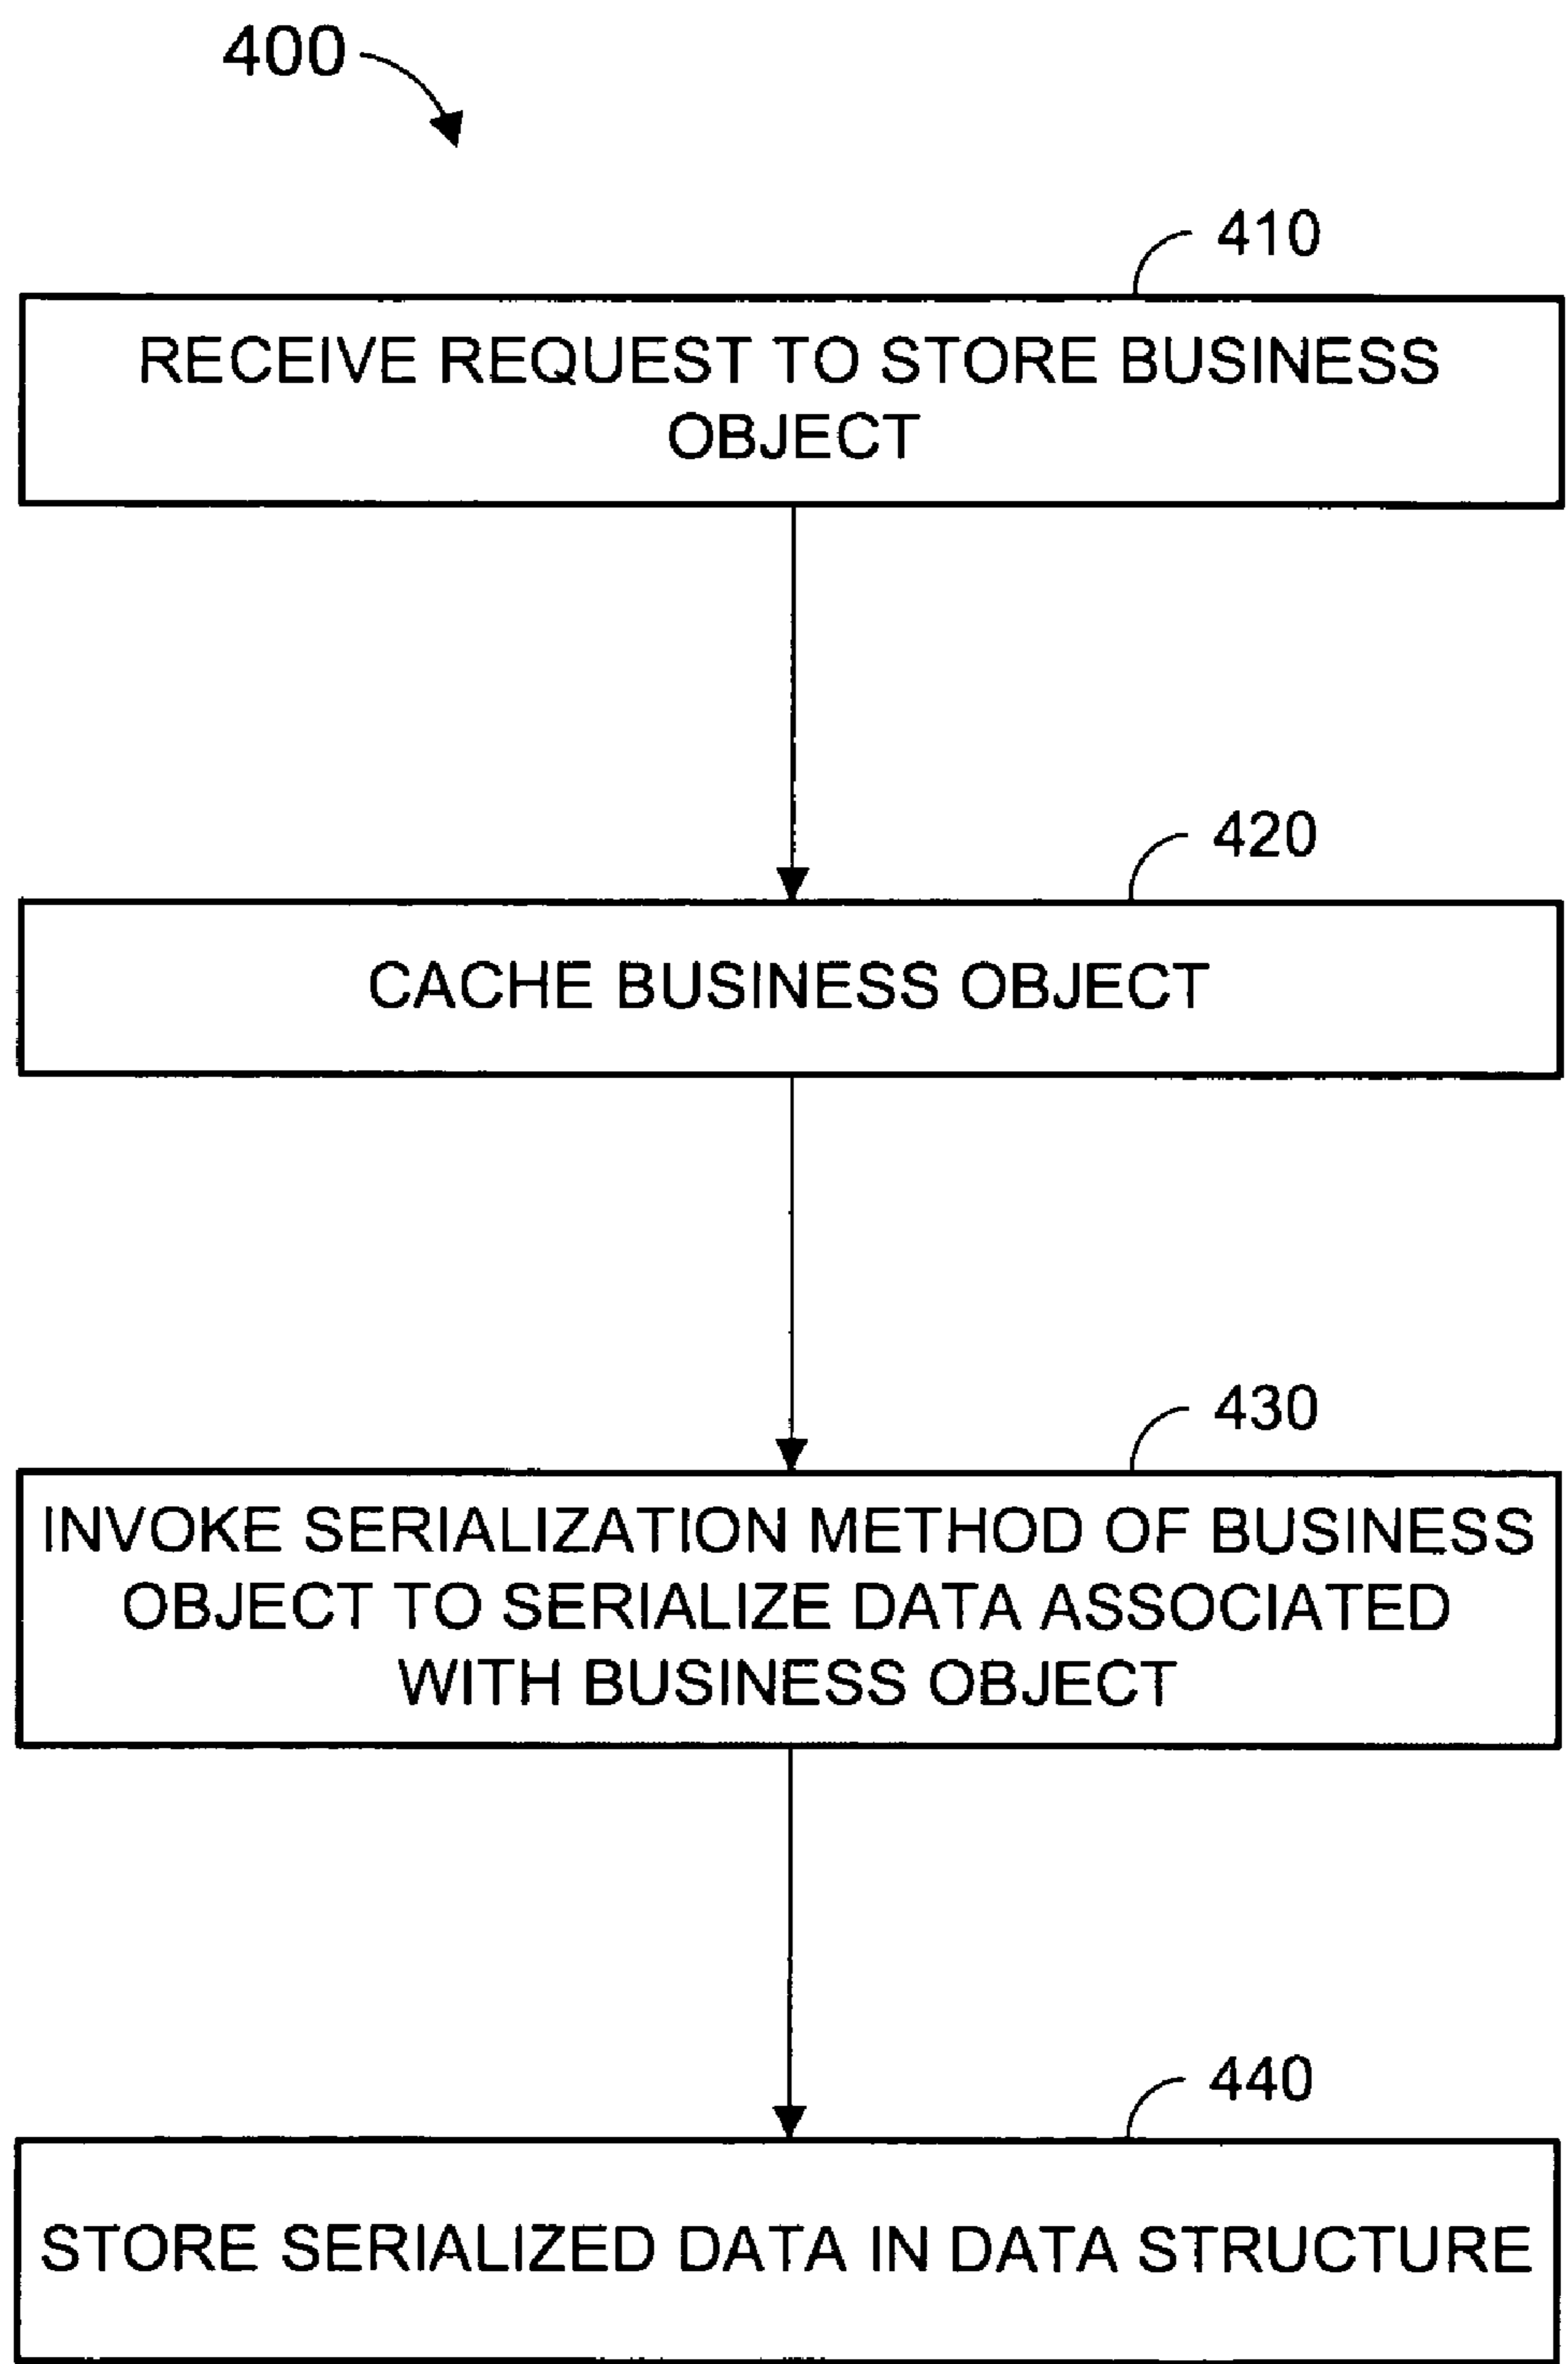 400
410
RECEIVE REQUEST TO STORE BUSINESS
OBJECT
420
CACHE BUSINESS OBJECT
430
INVOKE SERIALIZATION METHOD OF BUSINESS
OBJECT TO SERIALIZE DATA ASSOCIATED
WITH BUSINESS OBJECT
440
STORE SERIALIZED DATA IN DATA STRUCTURE